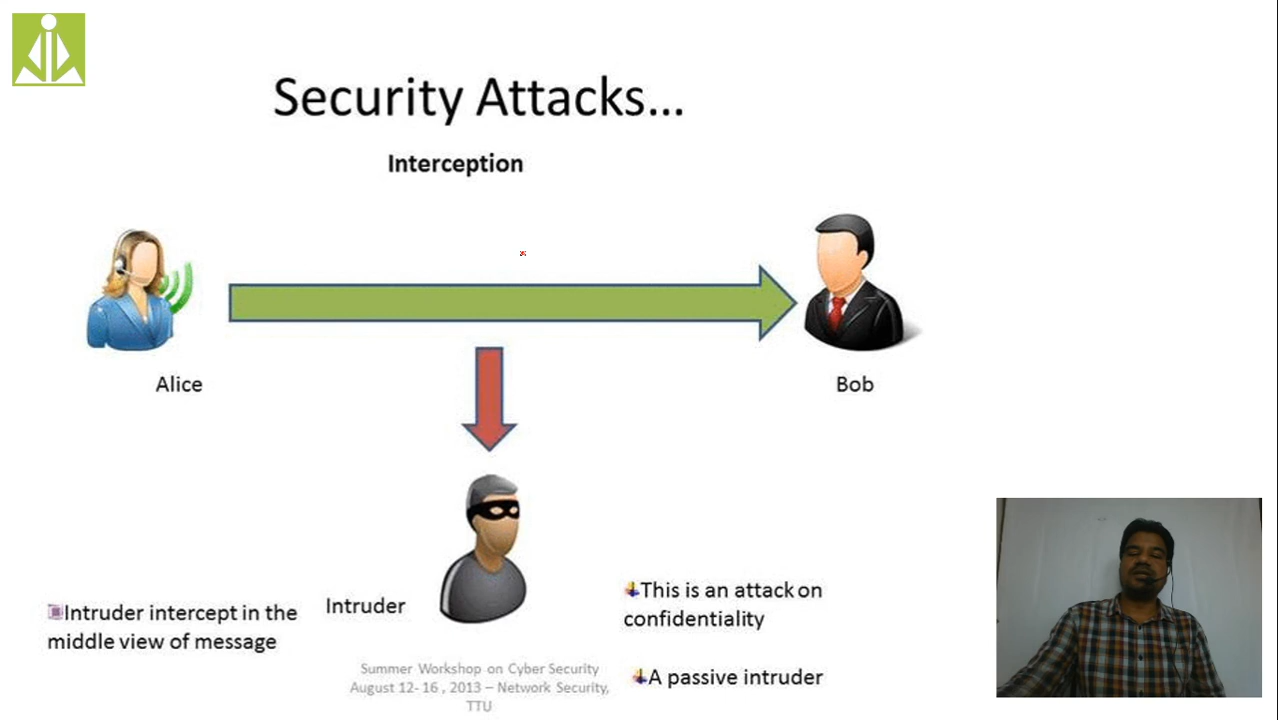 Security Attacks...
Interception
Alice
Bob
Intruder intercept in the
middle view of message
Intruder
This is an attack on
confidentiality
A passive intruder
Summer Workshop on Cyber Security
August 12- 16 , 2013 – Network Security,
TTU